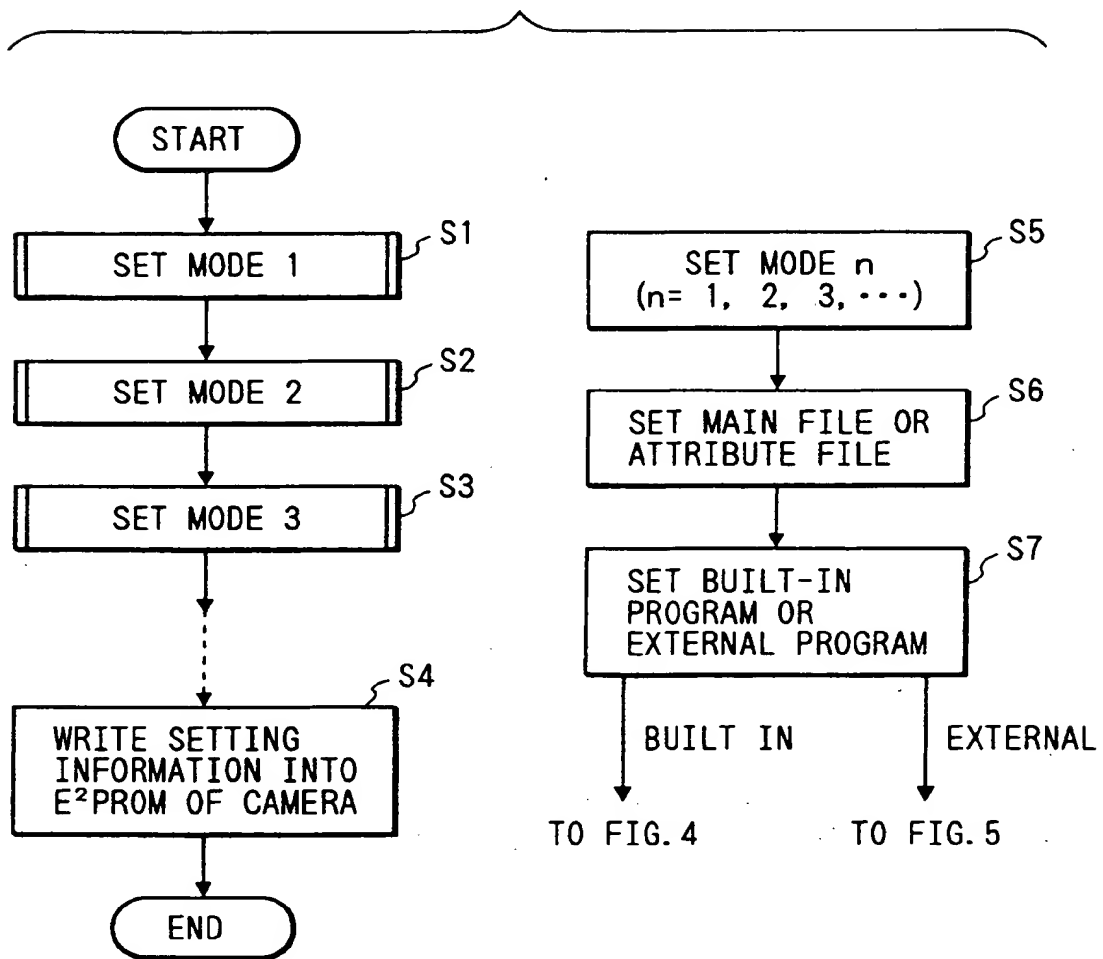 START
S1
SET MODE 1
S2
SET MODE 2
S3
SET MODE 3
S4
WRITE SETTING
INFORMATION INTO
E²PROM OF CAMERA
END
S5
SET MODE n
(n= 1, 2, 3, ···)
S6
SET MAIN FILE OR
ATTRIBUTE FILE
S7
SET BUILT-IN
PROGRAM OR
EXTERNAL PROGRAM
BUILT IN
EXTERNAL
TO FIG. 4
TO FIG. 5